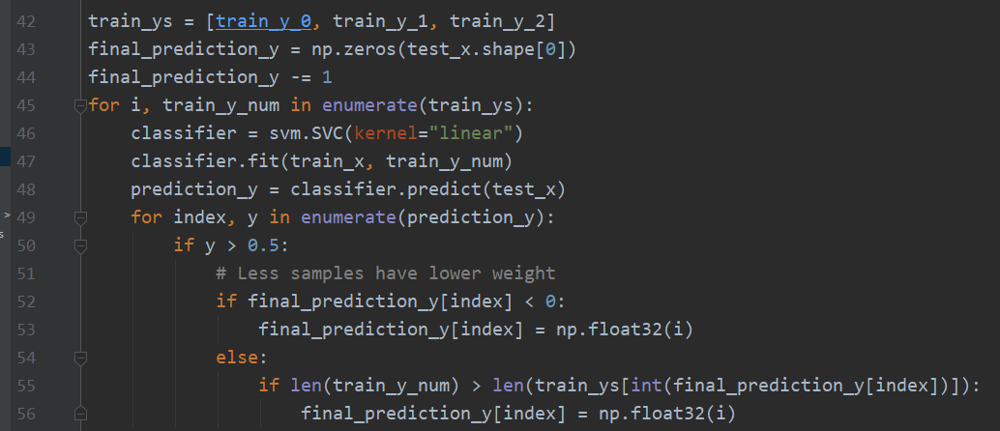 42 train_ys = [train_y_0, train_y_1, train_y_2]
43 final_prediction_y = np.zeros(test_x.shape[0])
44 final_prediction_y -= 1
45 for i, train_y_num in enumerate(train_ys):
46     classifier = svm.SVC(kernel="linear")
47     classifier.fit(train_x, train_y_num)
48     prediction_y = classifier.predict(test_x)
49     for index, y in enumerate(prediction_y):
50         if y > 0.5:
51             # Less samples have lower weight
52             if final_prediction_y[index] < 0:
53                 final_prediction_y[index] = np.float32(i)
54             else:
55                 if len(train_y_num) > len(train_ys[int(final_prediction_y[index])]):
56                     final_prediction_y[index] = np.float32(i)